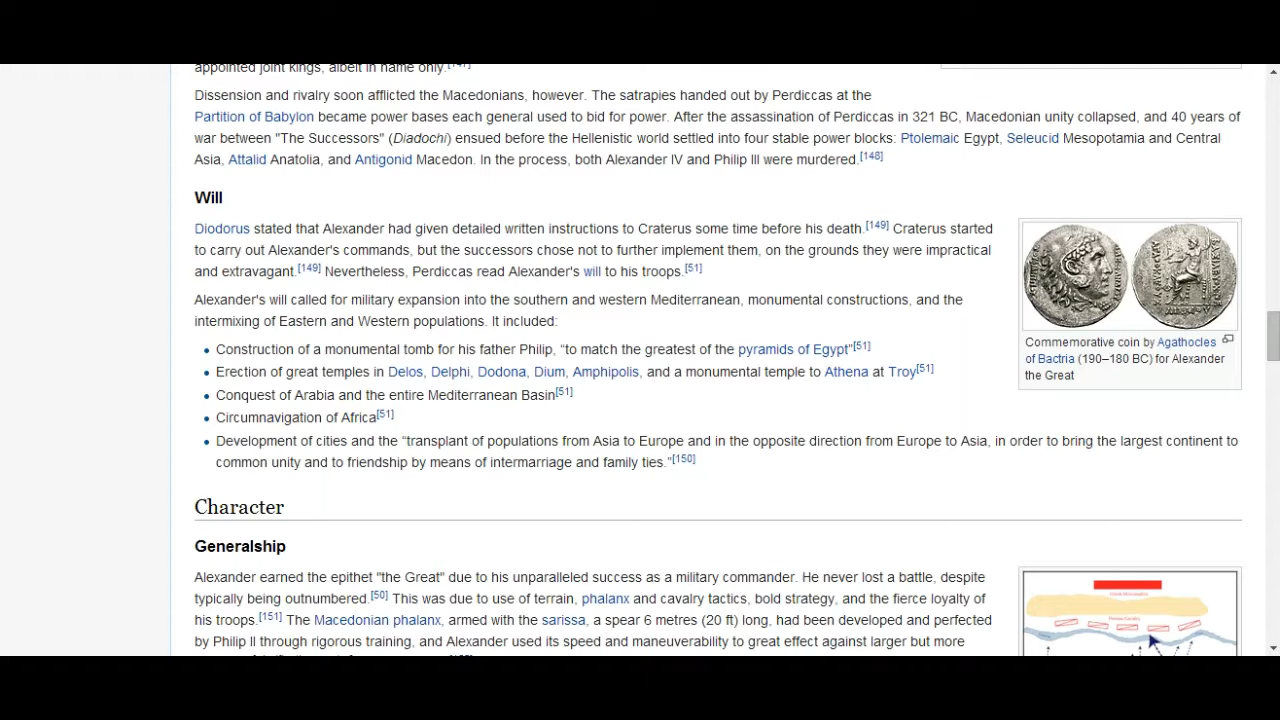 appointed joint kings, albeit in name only.[147]
Dissension and rivalry soon afflicted the Macedonians, however. The satrapies handed out by Perdiccas at the
Partition of Babylon became power bases each general used to bid for power. After the assassination of Perdiccas in 321 BC, Macedonian unity collapsed, and 40 years of
war between "The Successors" (Diadochi) ensued before the Hellenistic world settled into four stable power blocks: Ptolemaic Egypt, Seleucid Mesopotamia and Central
Asia, Attalid Anatolia, and Antigonid Macedon. In the process, both Alexander IV and Philip III were murdered.[148]
Will
Diodorus stated that Alexander had given detailed written instructions to Craterus some time before his death.[149] Craterus started
to carry out Alexander's commands, but the successors chose not to further implement them, on the grounds they were impractical
and extravagant.[149] Nevertheless, Perdiccas read Alexander's will to his troops.[51]
Alexander's will called for military expansion into the southern and western Mediterranean, monumental constructions, and the
intermixing of Eastern and Western populations. It included:
Construction of a monumental tomb for his father Philip, “to match the greatest of the pyramids of Egypt”[51]
Erection of great temples in Delos, Delphi, Dodona, Dium, Amphipolis, and a monumental temple to Athena at Troy[51]
Conquest of Arabia and the entire Mediterranean Basin[51]
Circumnavigation of Africa[51]
Development of cities and the “transplant of populations from Asia to Europe and in the opposite direction from Europe to Asia, in order to bring the largest continent to
common unity and to friendship by means of intermarriage and family ties.”[150]
Commemorative coin by Agathocles
of Bactria (190–180 BC) for Alexander
the Great
Character
Generalship
Alexander earned the epithet "the Great" due to his unparalleled success as a military commander. He never lost a battle, despite
typically being outnumbered.[50] This was due to use of terrain, phalanx and cavalry tactics, bold strategy, and the fierce loyalty of
his troops.[151] The Macedonian phalanx, armed with the sarissa, a spear 6 metres (20 ft) long, had been developed and perfected
by Philip II through rigorous training, and Alexander used its speed and maneuverability to great effect against larger but more